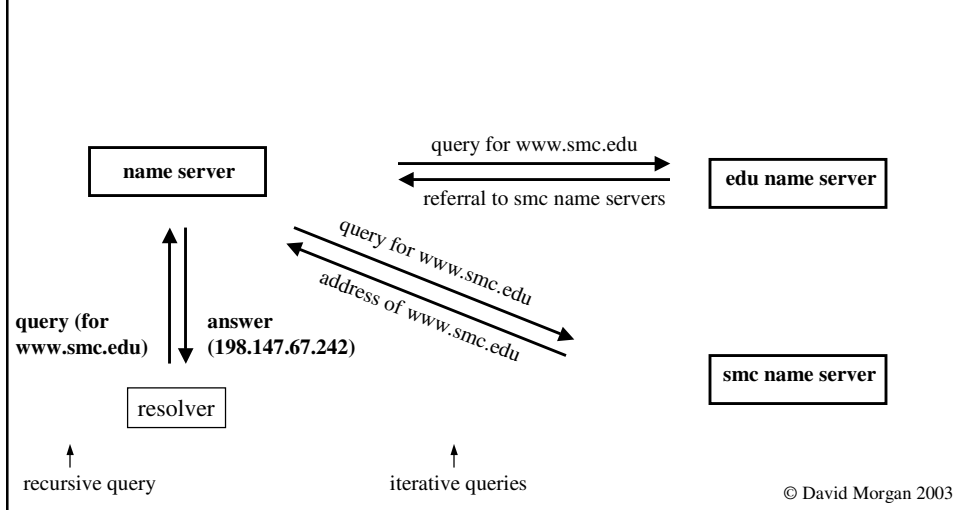 query for www.smc.edu
name server
edu name server
referral to smc name servers
query for www.smc.edu
address of www.smc.edu
query (for
www.smc.edu)
answer
(198.147.67.242)
smc name server
resolver
recursive query
iterative queries
© David Morgan 2003